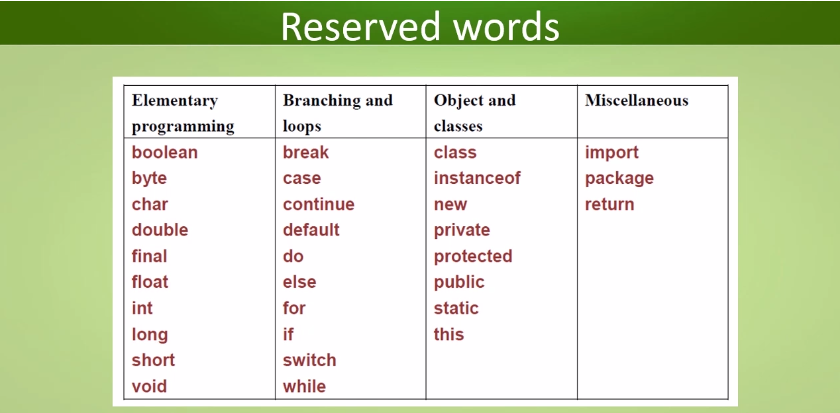 Reserved words
Elementary programming
Branching and loops
Object and classes
Miscellaneous
boolean break class import
byte case instanceof package
char continue new return
double default private
final do protected
float else public
int for static
long if this
short switch
void while